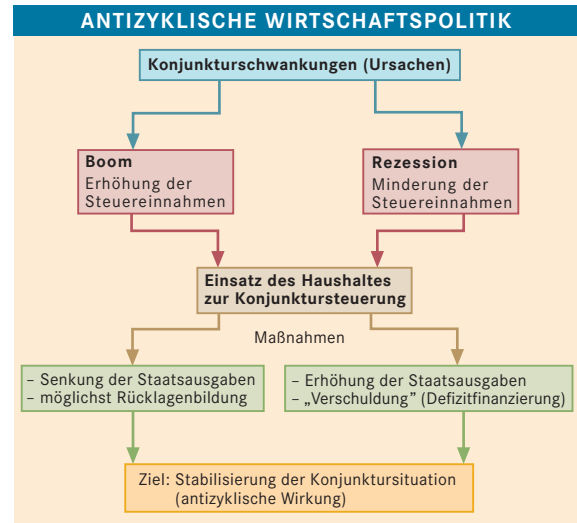 ANTIZYKLISCHE WIRTSCHAFTSPOLITIK
Konjunkturschwankungen (Ursachen)
Boom
Erhöhung der
Steuereinnahmen
Rezession
Minderung der
Steuereinnahmen
Einsatz des Haushaltes
zur Konjunktursteuerung
Maßnahmen
– Senkung der Staatsausgaben
– möglichst Rücklagenbildung
– Erhöhung der Staatsausgaben
– „Verschuldung” (Defizitfinanzierung)
Ziel: Stabilisierung der Konjunktursituation
(antizyklische Wirkung)